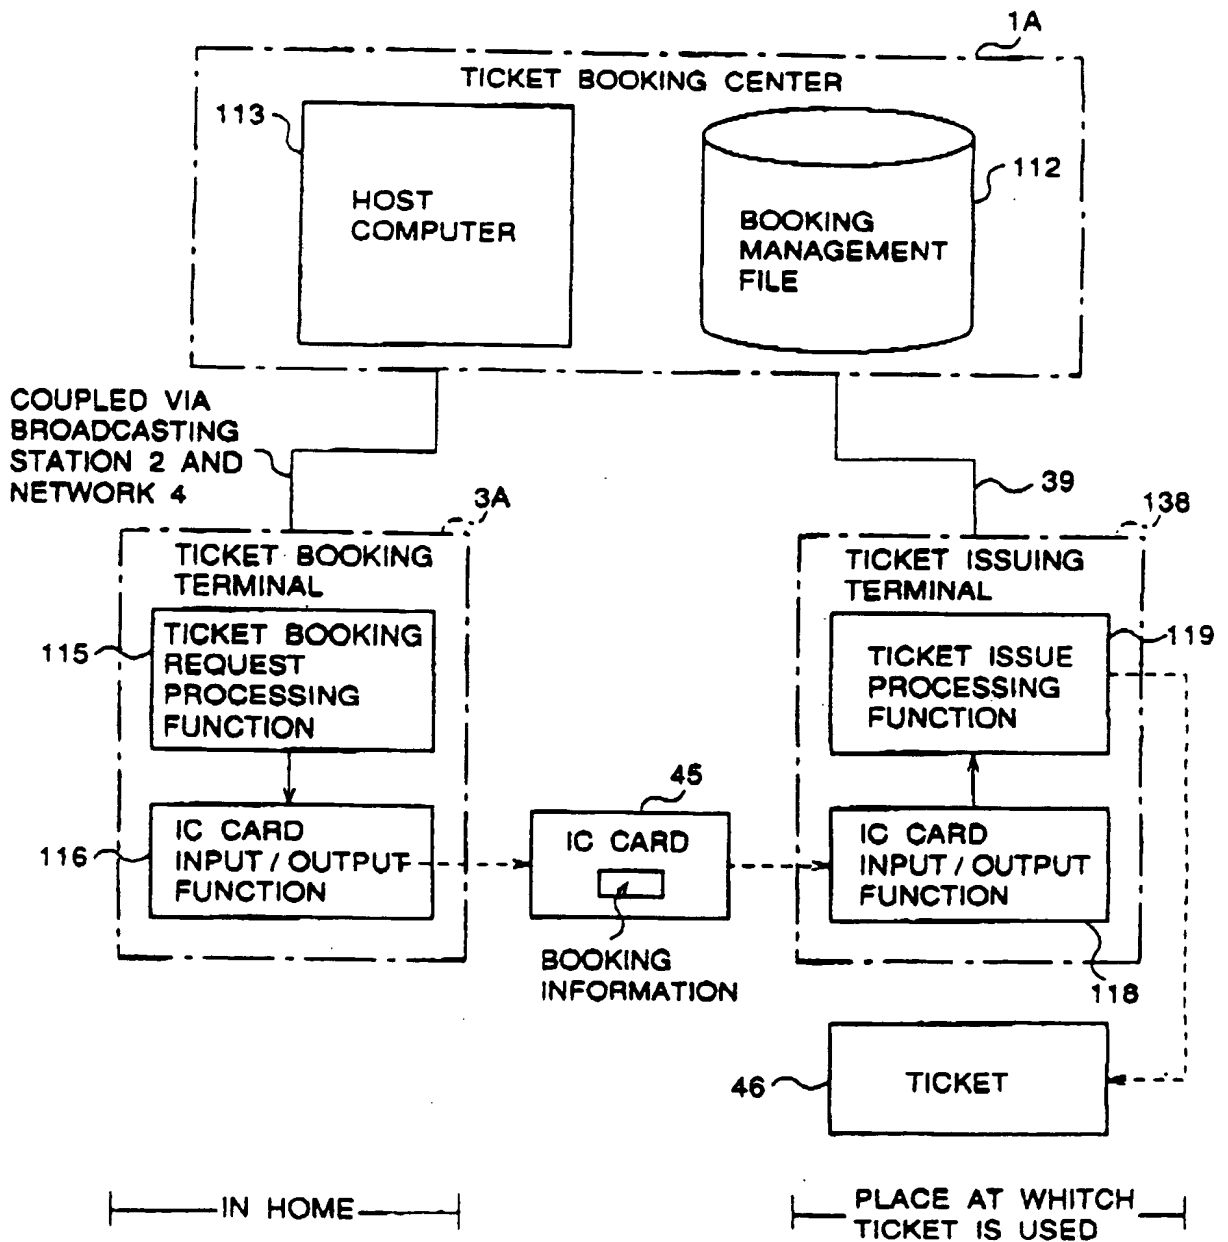 1A
TICKET BOOKING CENTER
113
HOST
COMPUTER
BOOKING
MANAGEMENT
FILE
112
COUPLED VIA
BROADCASTING
STATION 2 AND
NETWORK 4
3A
39
138
TICKET BOOKING
TERMINAL
115
TICKET BOOKING
REQUEST
PROCESSING
FUNCTION
116
IC CARD
INPUT / OUTPUT
FUNCTION
45
IC CARD
BOOKING
INFORMATION
TICKET ISSUING
TERMINAL
119
TICKET ISSUE
PROCESSING
FUNCTION
IC CARD
INPUT / OUTPUT
FUNCTION
118
46
TICKET
IN HOME
PLACE AT WHITCH
TICKET IS USED